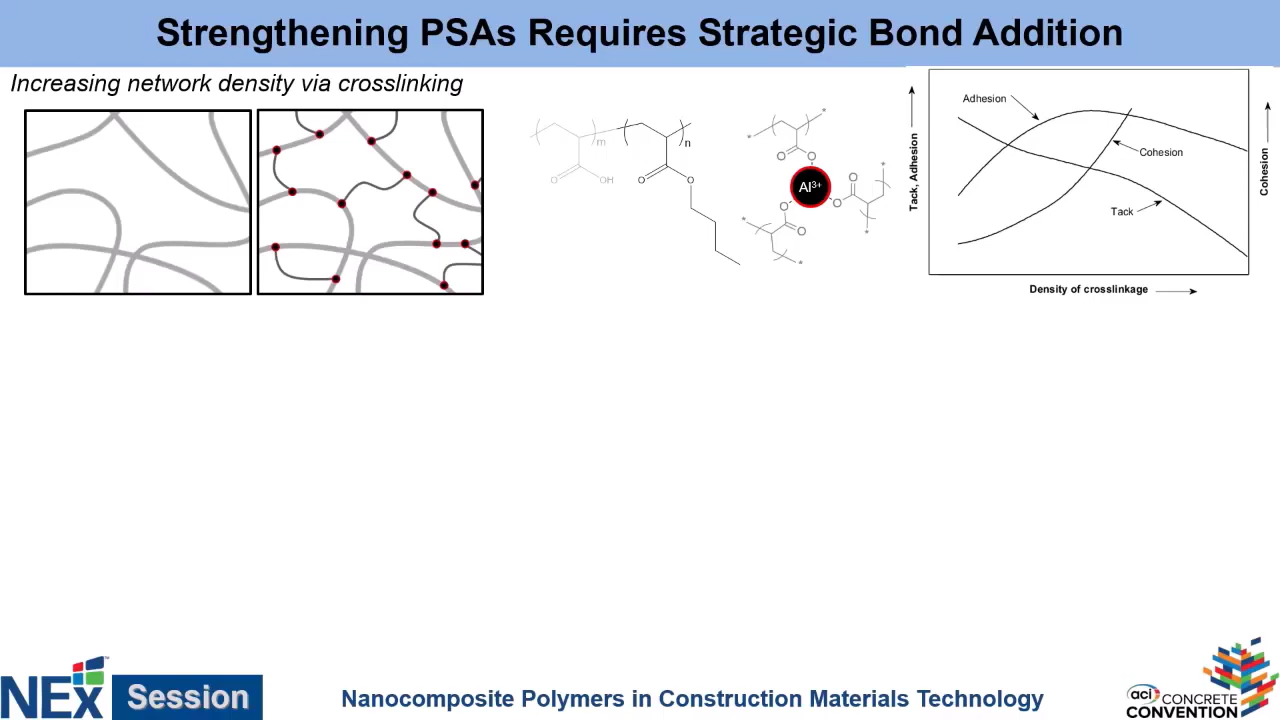 Strengthening PSAs Requires Strategic Bond Addition
Increasing network density via crosslinking
m
n
O
OH
O
O
*
*
O
O
Al3+
O
O
*
*
O
O
*
*
Tack, Adhesion
Adhesion
Cohesion
Tack
Cohesion
Density of crosslinkage
NEx
Session
Nanocomposite Polymers in Construction Materials Technology
aci
CONCRETE
CONVENTION